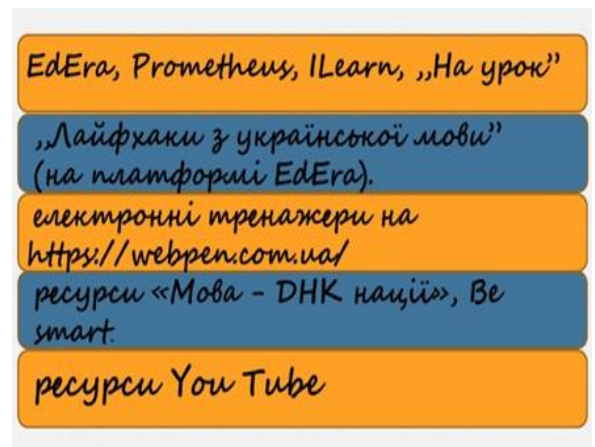 EdEra, Prometheus, ILearn, ,,На урок”
,,Лайфхаки з української мови”
(на платформі EdEra).
електронні тренажери на
https://webpen.com.ua/
ресурси «Мова – ДНК нації», Be
smart.
ресурси You Tube